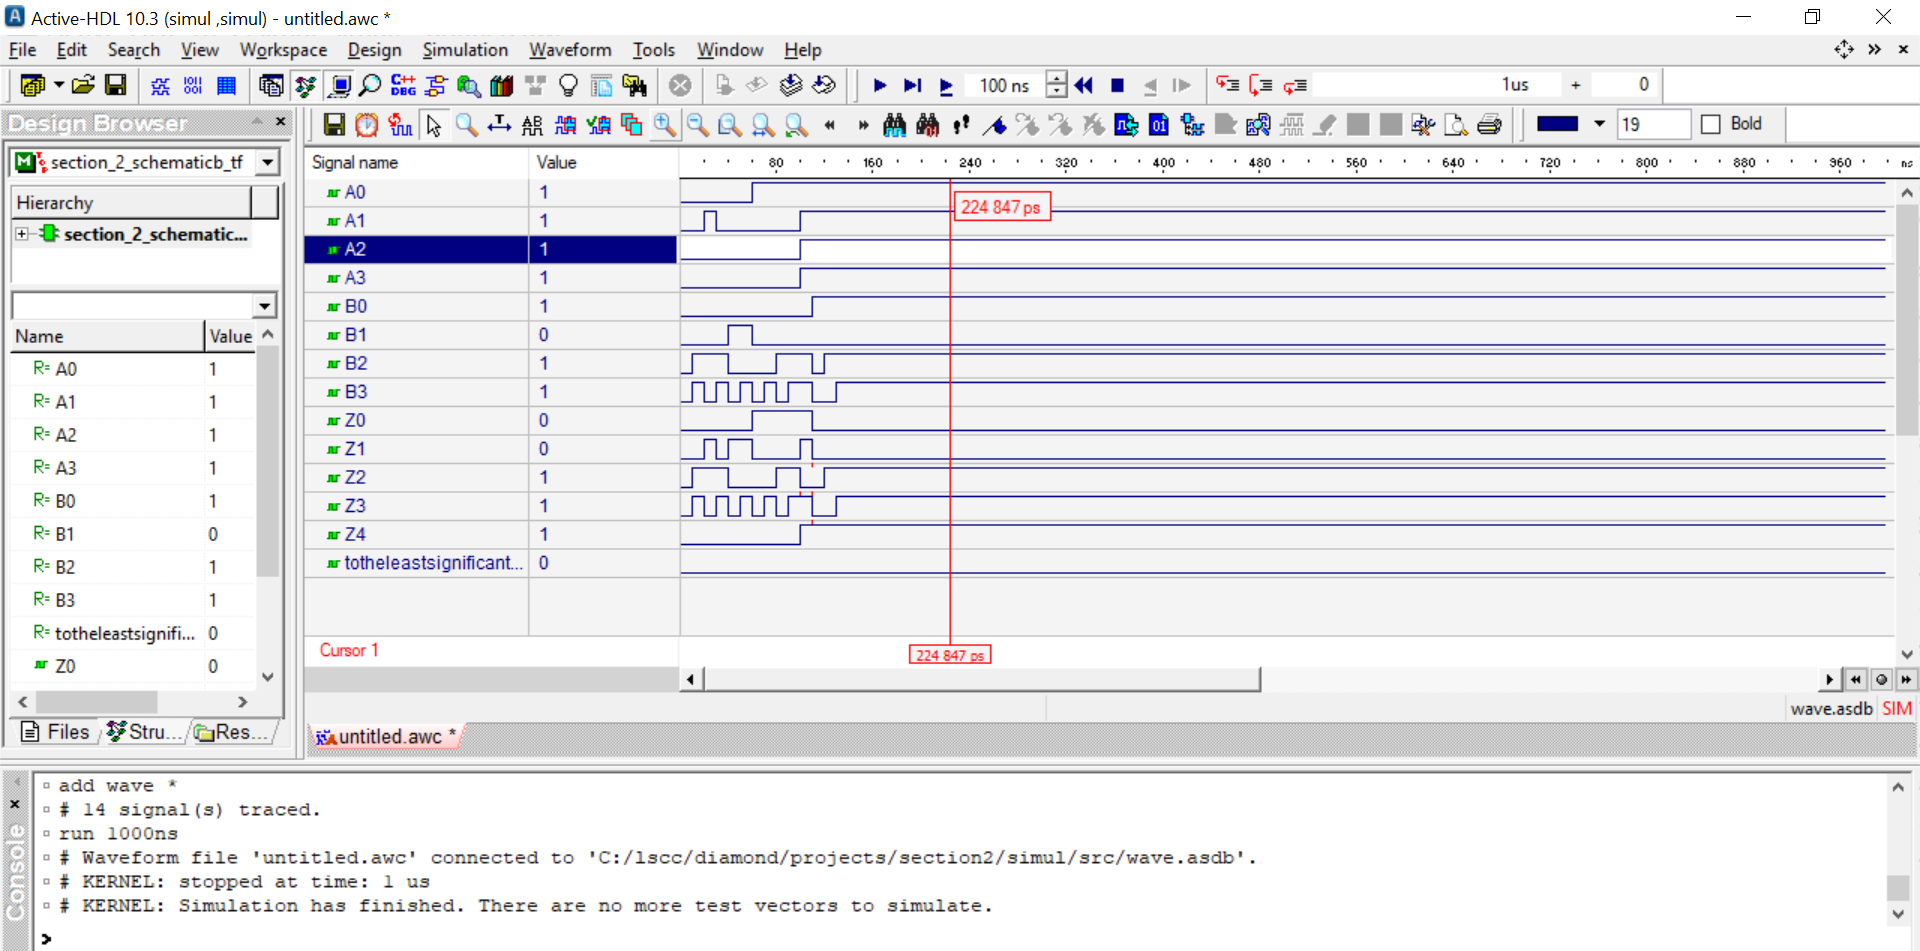 Active-HDL 10.3 (simul ,simul) - untitled.awc *
File Edit Search View Workspace Design Simulation Waveform Tools Window Help
C++ DBG 100 ns 1us + 0
Design Browser
19 Bold
section_2_schematicb_tf
Hierarchy
section_2_schematic...
Name Value
A0 1
A1 1
A2 1
A3 1
B0 1
B1 0
B2 1
B3 1
totheleastsignifi... 0
Z0 0
Files Stru... Res...
Signal name Value 80 160 240 320 400 480 560 640 720 800 880 960 ns
A0 1
A1 1
A2 1
A3 1
B0 1
B1 0
B2 1
B3 1
Z0 0
Z1 0
Z2 1
Z3 1
Z4 1
totheleastsignificant... 0
224 847 ps
Cursor 1 224 847 ps
wave.asdb SIM
untitled.awc *
Console
add wave *
# 14 signal(s) traced.
run 1000ns
# Waveform file 'untitled.awc' connected to 'C:/lscc/diamond/projects/section2/simul/src/wave.asdb'.
# KERNEL: stopped at time: 1 us
# KERNEL: Simulation has finished. There are no more test vectors to simulate.
>